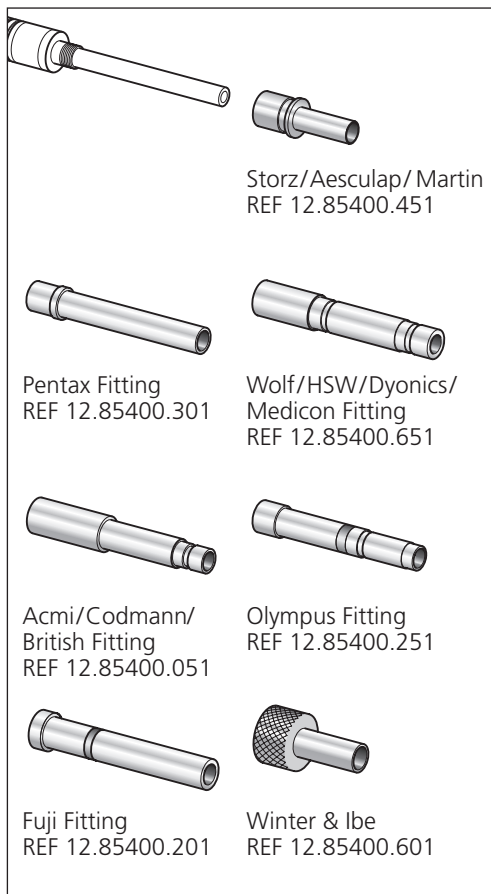 Storz/Aesculap/Martin
REF 12.85400.451
Pentax Fitting
REF 12.85400.301
Wolf/HSW/Dyonics/
Medicon Fitting
REF 12.85400.651
Acmi/Codmann/
British Fitting
REF 12.85400.051
Olympus Fitting
REF 12.85400.251
Fuji Fitting
REF 12.85400.201
Winter & Ibe
REF 12.85400.601